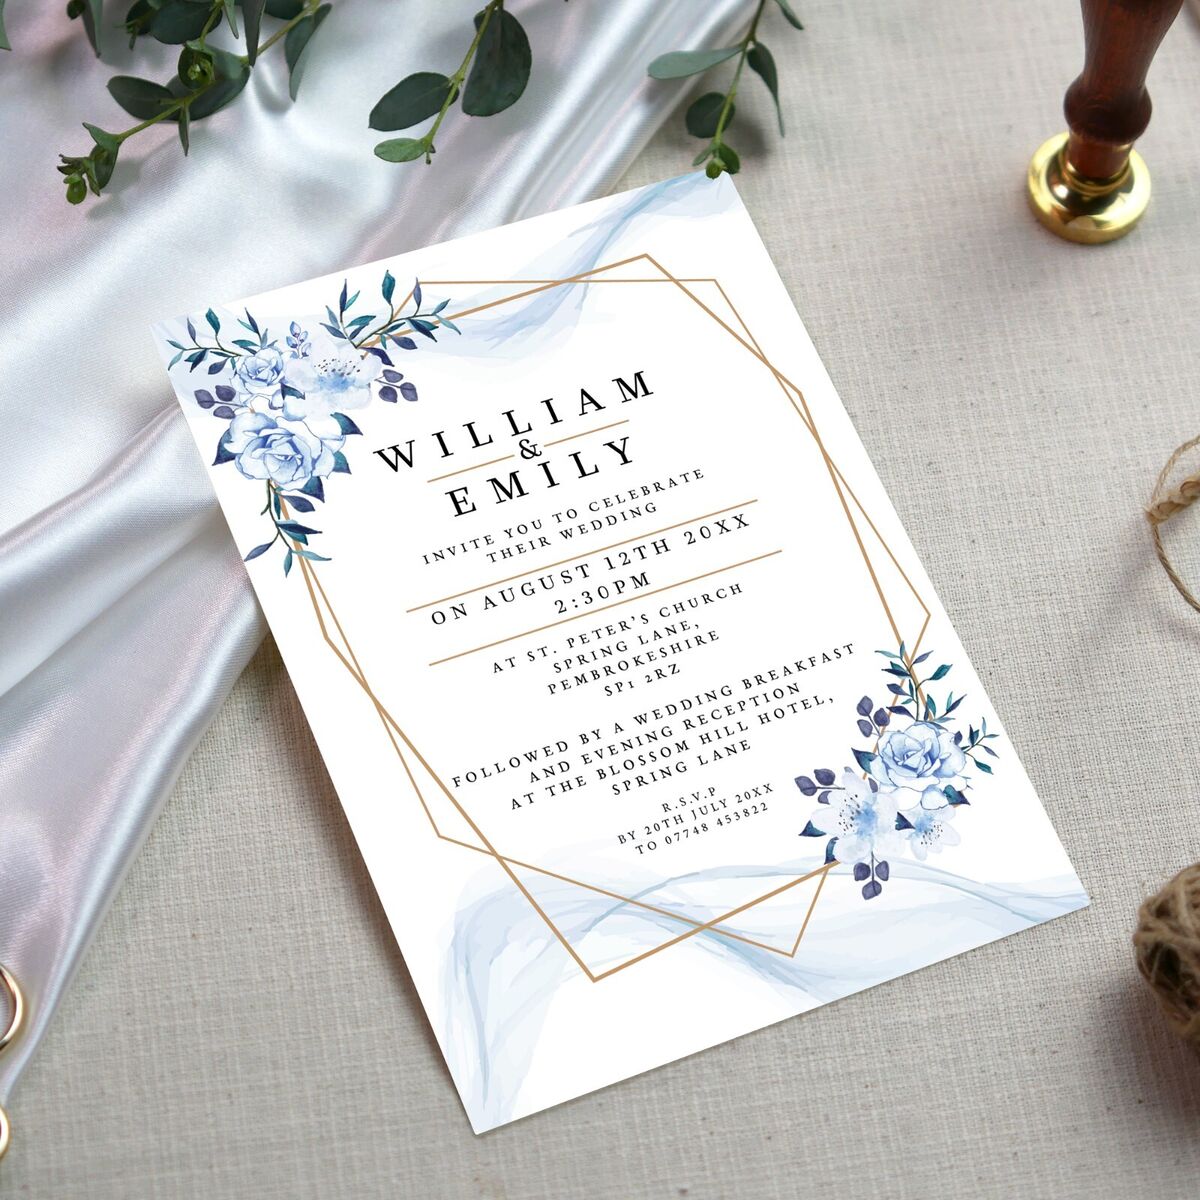 WILLIAM
&
EMILY
INVITE YOU TO CELEBRATE
THEIR WEDDING
ON AUGUST 12TH 20XX
2:30PM
AT ST. PETER'S CHURCH
SPRING LANE,
PEMBROKESHIRE
SP1 2RZ
FOLLOWED BY A WEDDING BREAKFAST
AND EVENING RECEPTION
AT THE BLOSSOM HILL HOTEL,
SPRING LANE
R.S.V.P
BY 20TH JULY 20XX
TO 07748 453822